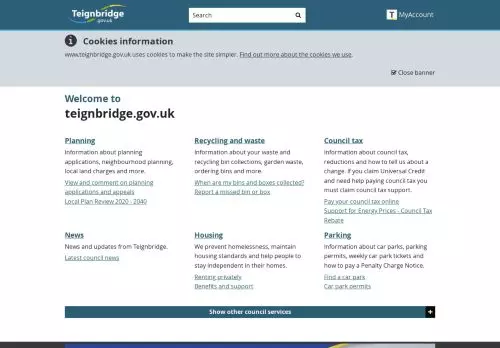 Teignbridge
gov.uk
Search
T MyAccount
Cookies information
www.teignbridge.gov.uk uses cookies to make the site simpler. Find out more about the cookies we use.
Close banner
Welcome to
teignbridge.gov.uk
Planning
Information about planning
applications, neighbourhood planning,
local land charges and more.
View and comment on planning
applications and appeals
Local Plan Review 2020 - 2040
Recycling and waste
Information about your waste and
recycling bin collections, garden waste,
ordering bins and more.
When are my bins and boxes collected?
Report a missed bin or box
Council tax
Information about council tax,
reductions and how to tell us about a
change. If you claim Universal Credit
and need help paying council tax you
must claim council tax support.
Pay your council tax online
Support for Energy Prices - Council Tax
Rebate
News
News and updates from Teignbridge.
Latest council news
Housing
We prevent homelessness, maintain
housing standards and help people to
stay independent in their homes.
Renting privately
Benefits and support
Parking
Information about car parks, parking
permits, weekly car park tickets and
how to pay a Penalty Charge Notice.
Find a car park
Car park permits
Show other council services +